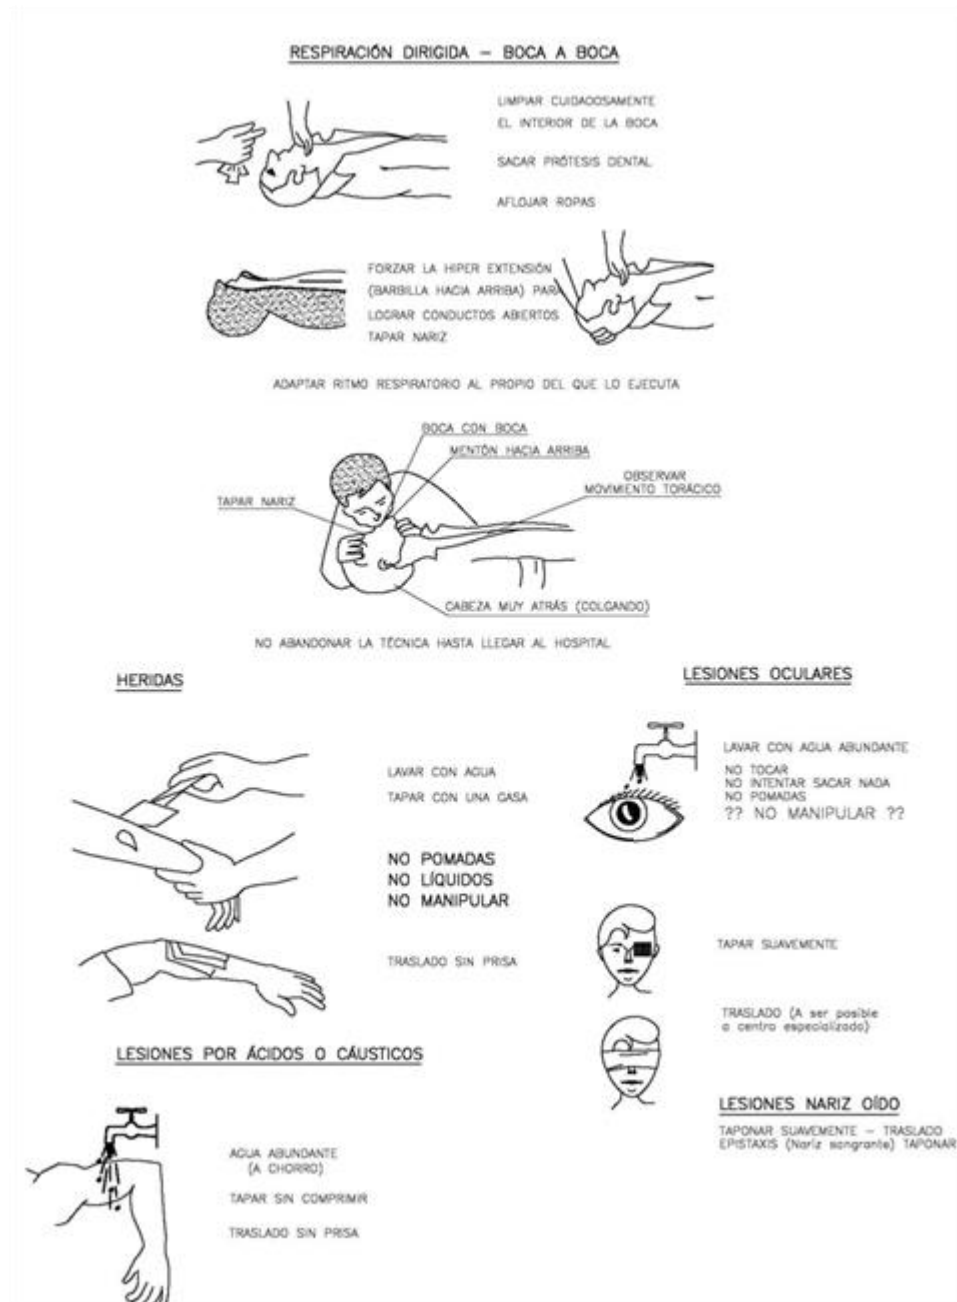 RESPIRACIÓN DIRIGIDA – BOCA A BOCA
LIMPIAR CUIDADOSAMENTE
EL INTERIOR DE LA BOCA
SACAR PRÓTESIS DENTAL
AFLOJAR ROPAS
FORZAR LA HIPER EXTENSIÓN
(BARBILLA HACIA ARRIBA) PARA
LOGRAR CONDUCTOS ABIERTOS
TAPAR NARIZ
ADAPTAR RITMO RESPIRATORIO AL PROPIO DEL QUE LO EJECUTA
BOCA CON BOCA
MENTÓN HACIA ARRIBA
OBSERVAR
MOVIMIENTO TORÁCICO
TAPAR NARIZ
CABEZA MUY ATRÁS (COLGANDO)
NO ABANDONAR LA TÉCNICA HASTA LLEGAR AL HOSPITAL
HERIDAS
LAVAR CON AGUA
TAPAR CON UNA GASA
NO POMADAS
NO LÍQUIDOS
NO MANIPULAR
TRASLADO SIN PRISA
LESIONES POR ÁCIDOS O CÁUSTICOS
AGUA ABUNDANTE
(A CHORRO)
TAPAR SIN COMPRIMIR
TRASLADO SIN PRISA
LESIONES OCULARES
LAVAR CON AGUA ABUNDANTE
NO TOCAR
NO INTENTAR SACAR NADA
NO POMADAS
?? NO MANIPULAR ??
TAPAR SUAVEMENTE
TRASLADO (A ser posible
a centro especializado)
LESIONES NARIZ OÍDO
TAPONAR SUAVEMENTE – TRASLADO
EPISTAXIS (Nariz sangrante) TAPONAR